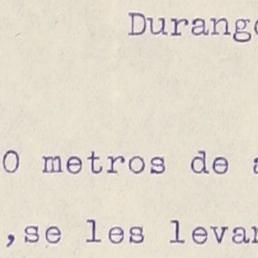 Durango
0 metros de a
,se les levan